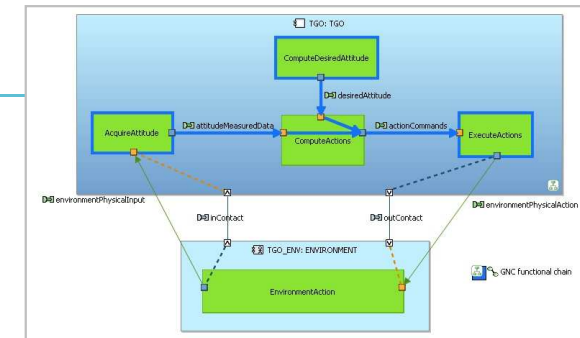 TGO: TGO
ComputeDesiredAttitude
desiredAttitude
AcquireAttitude
attitudeMeasuredData
ComputeActions
actionCommands
ExecuteActions
environmentPhysicalInput
inContact
outContact
environmentPhysicalAction
TGO_ENV: ENVIRONMENT
GNC functional chain
EnvironmentAction